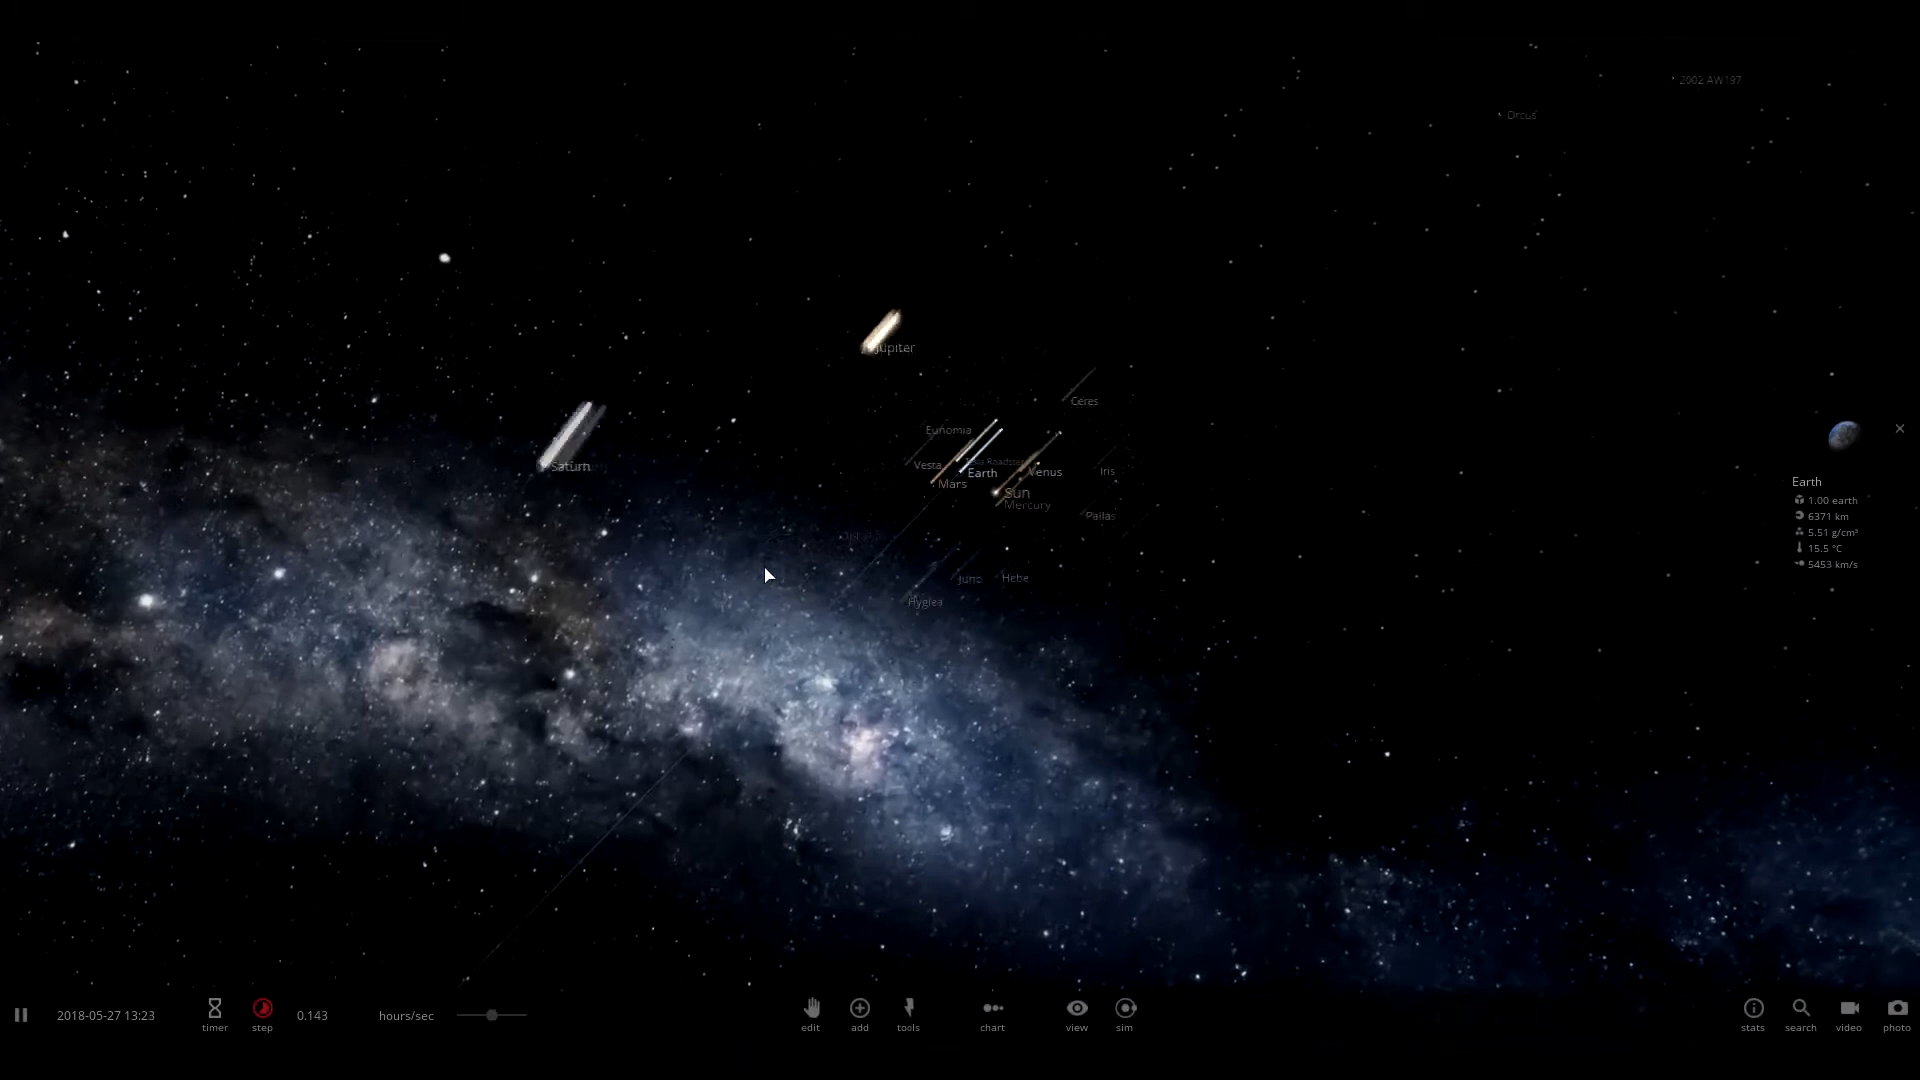 2002 AW197
Orcus
Jupiter
Ceres
Eunomia
Vesta
Roadster
Saturn
Earth
Venus
Iris
Mars
Sun
Mercury
Pallas
Juno
Hebe
Hygiea
Earth
1.00 earth
6371 km
5.51 g/cm³
15.5 °C
5453 km/s
2018-05-27 13:23
timer
step
0.143
hours/sec
edit
add
tools
chart
view
sim
stats
search
video
photo